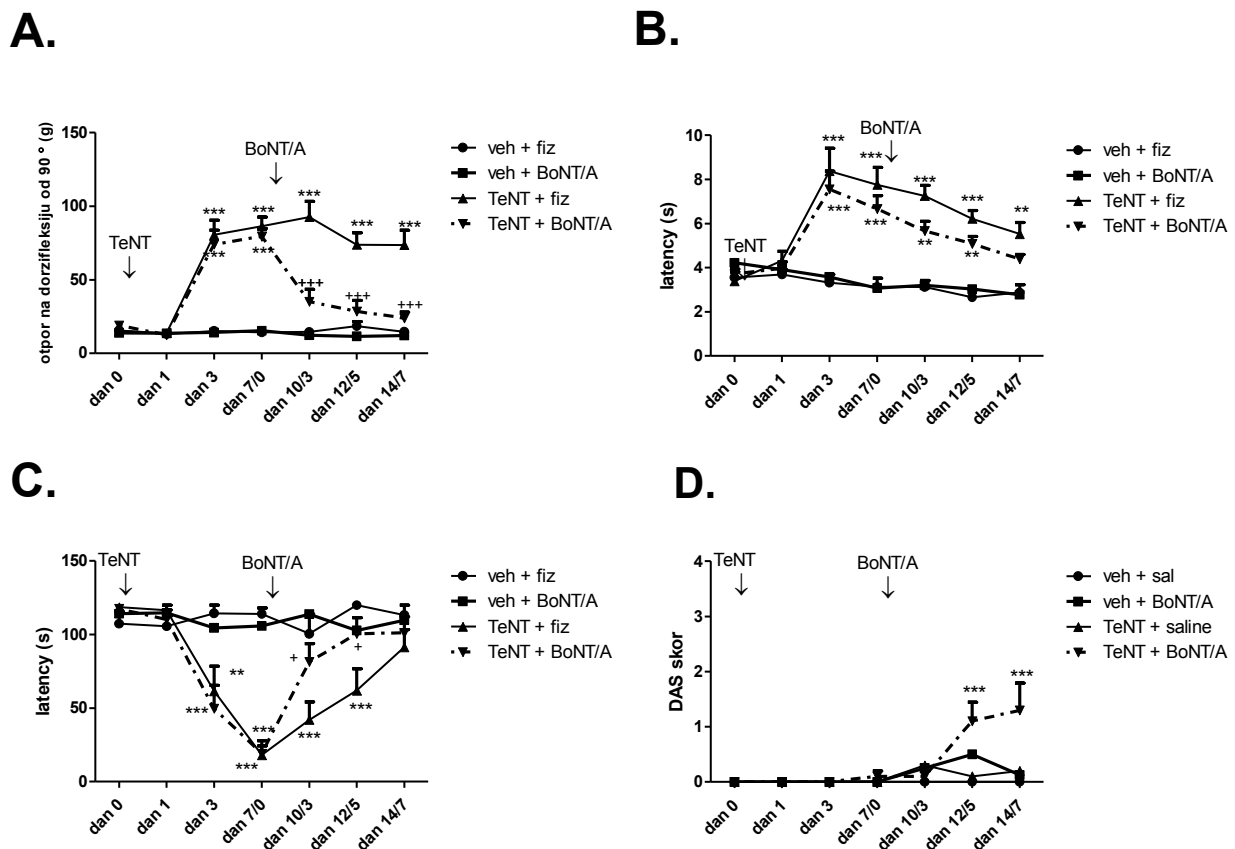 A.
otpor na dorzifleksiju od 90 ° (g)
150
100
50
0
TeNT
BoNT/A
***
***
***
***
***
***
***
+++
+++
+++
dan 0
dan 1
dan 3
dan 7/0
dan 10/3
dan 12/5
dan 14/7
veh + fiz
veh + BoNT/A
TeNT + fiz
TeNT + BoNT/A
B.
latency (s)
10
8
6
4
2
0
TeNT
BoNT/A
***
***
***
***
**
***
***
**
**
dan 0
dan 1
dan 3
dan 7/0
dan 10/3
dan 12/5
dan 14/7
veh + fiz
veh + BoNT/A
TeNT + fiz
TeNT + BoNT/A
C.
latency (s)
150
100
50
0
TeNT
BoNT/A
**
***
***
***
+
***
+
***
dan 0
dan 1
dan 3
dan 7/0
dan 10/3
dan 12/5
dan 14/7
veh + fiz
veh + BoNT/A
TeNT + fiz
TeNT + BoNT/A
D.
DAS skor
4
3
2
1
0
TeNT
BoNT/A
***
***
dan 0
dan 1
dan 3
dan 7/0
dan 10/3
dan 12/5
dan 14/7
veh + sal
veh + BoNT/A
TeNT + saline
TeNT + BoNT/A